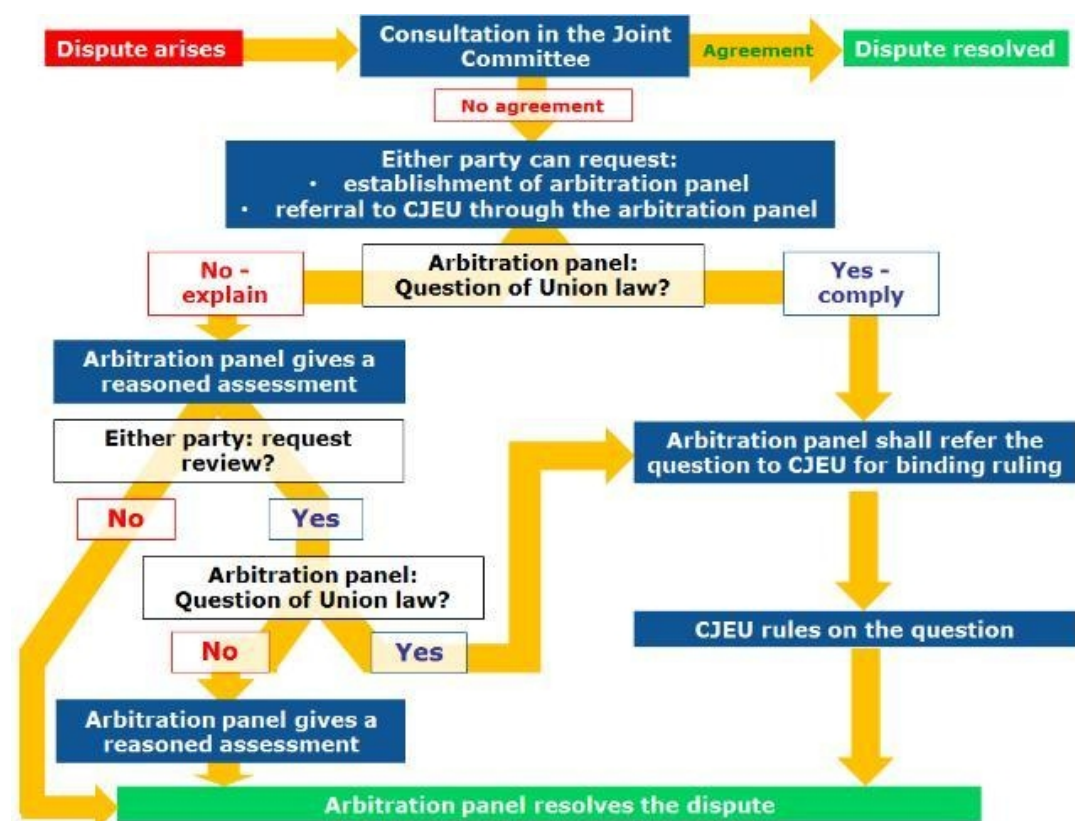 Dispute arises
Consultation in the Joint
Committee
Agreement
Dispute resolved
No agreement
Either party can request:
• establishment of arbitration panel
• referral to CJEU through the arbitration panel
No -
explain
Arbitration panel:
Question of Union law?
Yes -
comply
Arbitration panel gives a
reasoned assessment
Either party: request
review?
Arbitration panel shall refer the
question to CJEU for binding ruling
No
Yes
Arbitration panel:
Question of Union law?
CJEU rules on the question
No
Yes
Arbitration panel gives a
reasoned assessment
Arbitration panel resolves the dispute